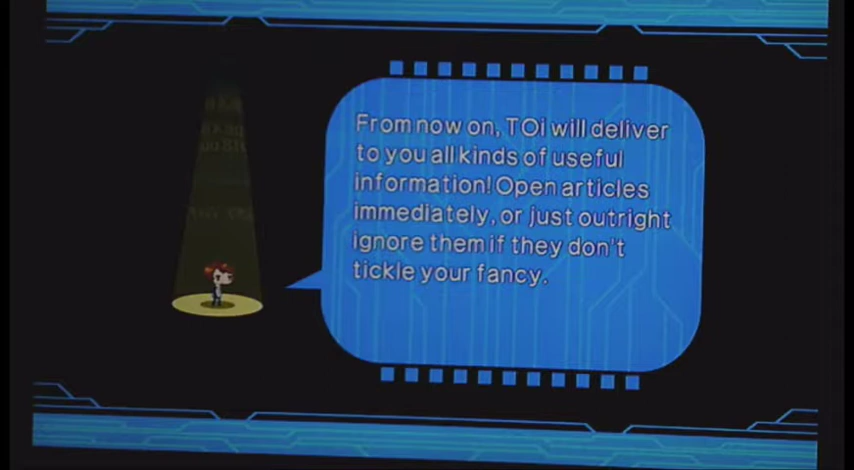 From now on, TOi will deliver
to you all kinds of useful
information! Open articles
immediately, or just outright
ignore them if they don't
tickle your fancy.